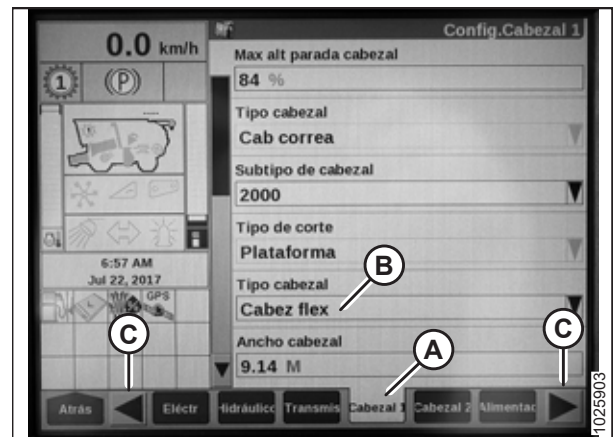 0.0 km/h
Config.Cabezal 1
1
(P)
Max alt parada cabezal
84 %
Tipo cabezal
Cab correa
Subtipo de cabezal
2000
Tipo de corte
Plataforma
Tipo cabezal
Cabez flex
Ancho cabezal
9.14 M
6:57 AM
Jul 22, 2017
GPS
B
C
A
C
Atrás
Eléctr
Hidráulico
Transmis
Cabezal 1
Cabezal 2
Alimentac
1025903